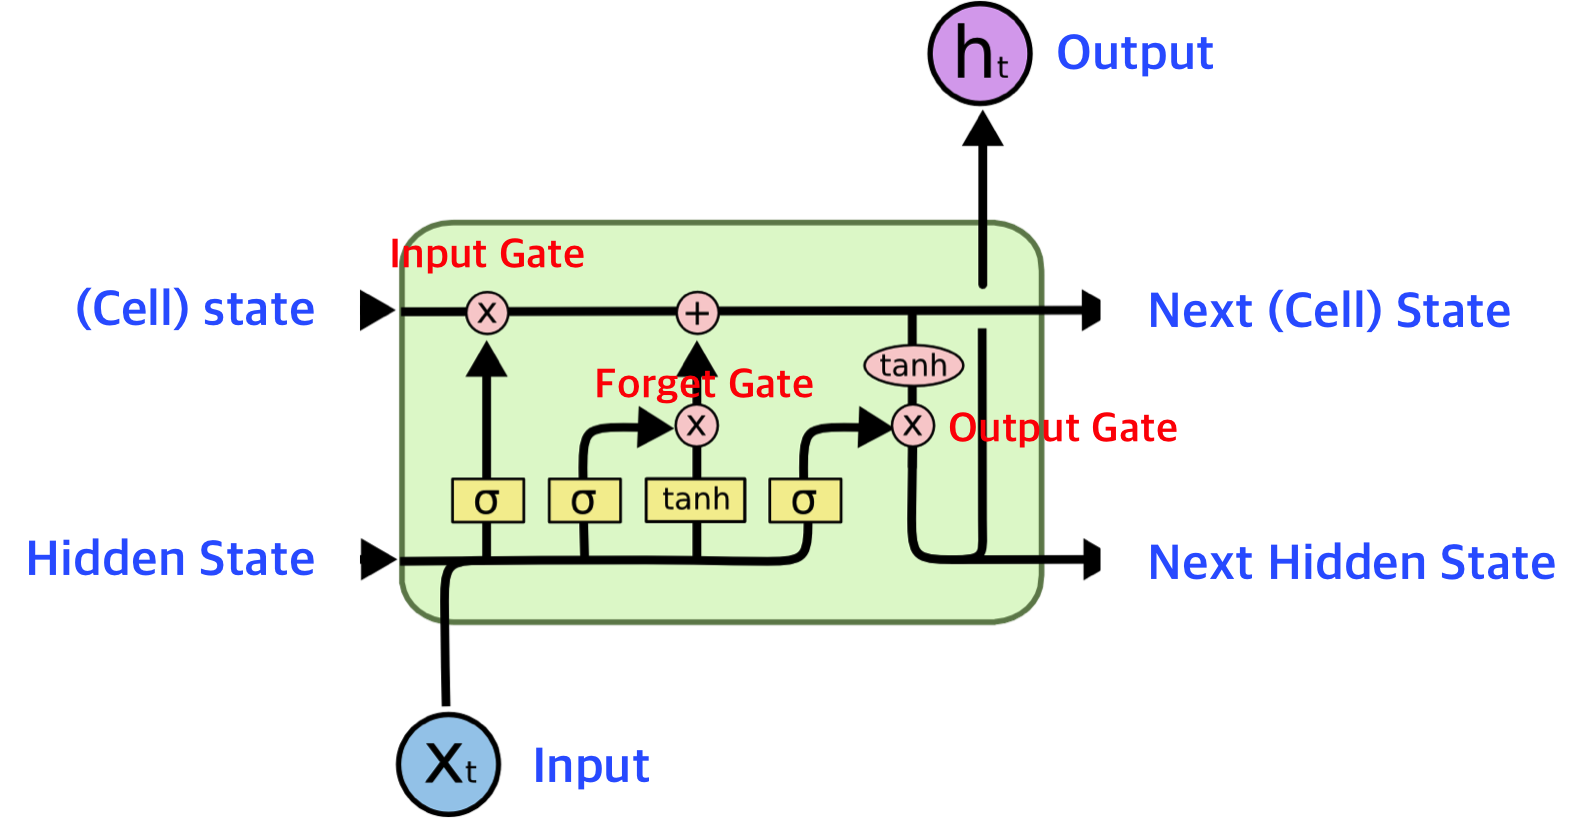 ht Output
Input Gate
(Cell) state
x
+
Next (Cell) State
tanh
Forget Gate
x
x
Output Gate
σ
σ
tanh
σ
Hidden State
Next Hidden State
Xt Input